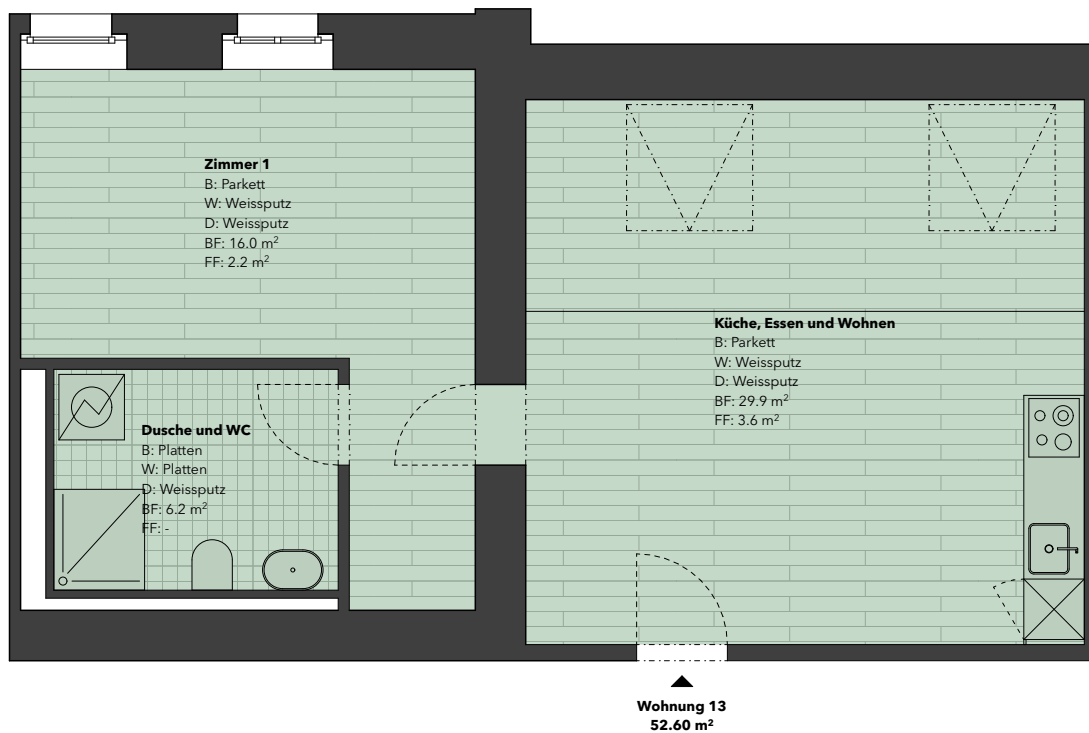 Zimmer 1
B: Parkett
W: Weissputz
D: Weissputz
BF: 16.0 m²
FF: 2.2 m²
Küche, Essen und Wohnen
B: Parkett
W: Weissputz
D: Weissputz
BF: 29.9 m²
FF: 3.6 m²
Dusche und WC
B: Platten
W: Platten
D: Weissputz
BF: 6.2 m²
FF: -
Wohnung 13
52.60 m²